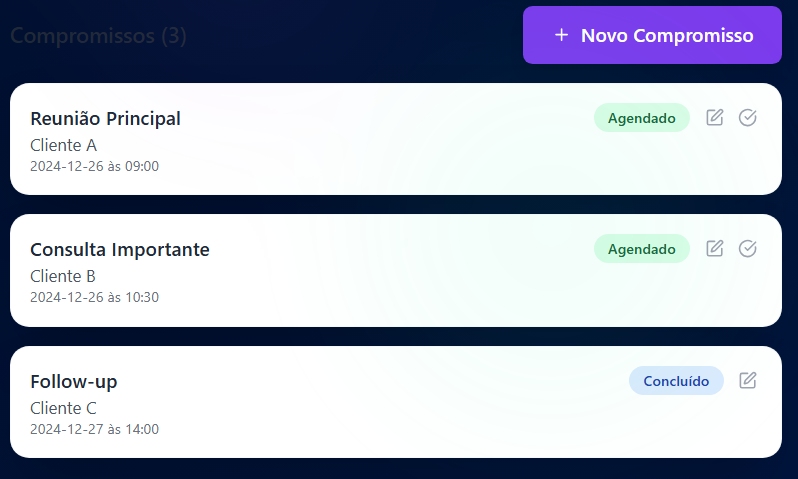 Compromissos (3)
+ Novo Compromisso
Reunião Principal
Agendado
Cliente A
2024-12-26 às 09:00
Consulta Importante
Agendado
Cliente B
2024-12-26 às 10:30
Follow-up
Concluído
Cliente C
2024-12-27 às 14:00